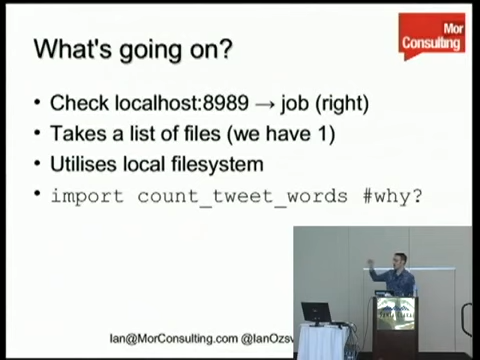 What's going on?
Mor
Consulting
• Check localhost:8989 → job (right)
• Takes a list of files (we have 1)
• Utilises local filesystem
• import count_tweet_words #why?
Ian@MorConsulting.com @IanOzsv